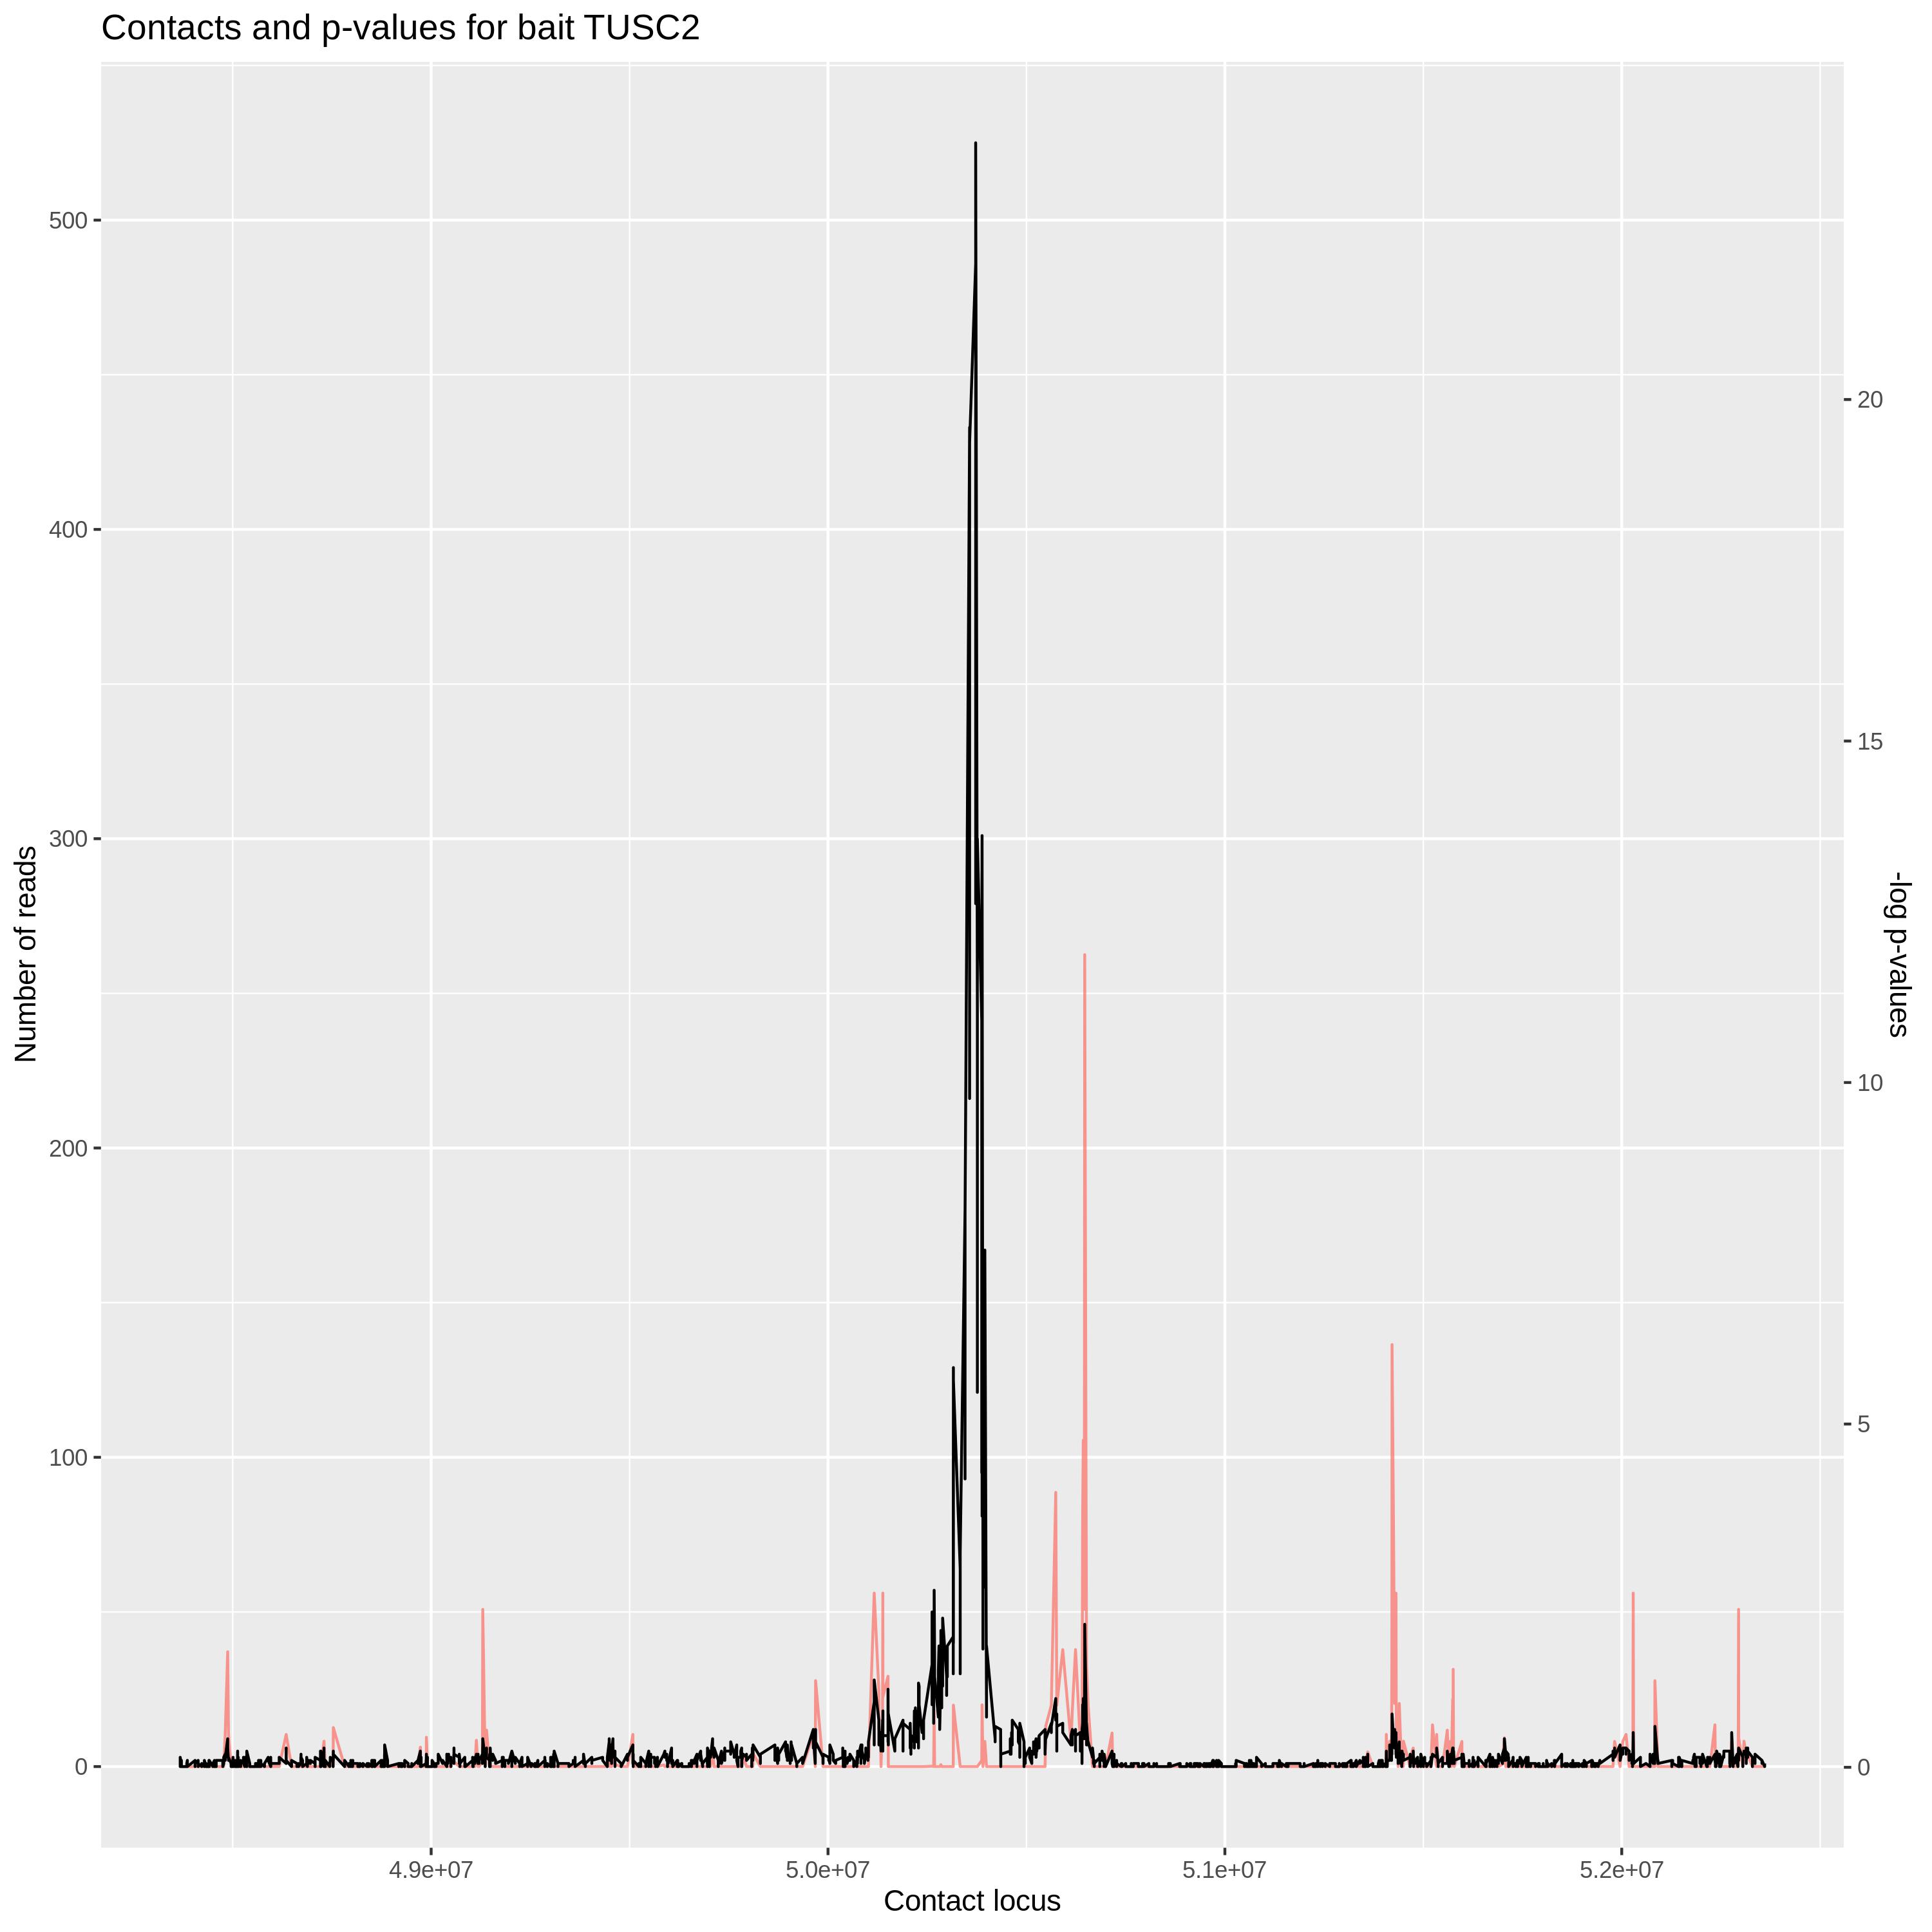 Contacts and p-values for bait TUSC2
500
400
300
200
100
0
Number of reads
20
15
10
5
0
-log p-values
4.9e+07
5.0e+07
5.1e+07
5.2e+07
Contact locus